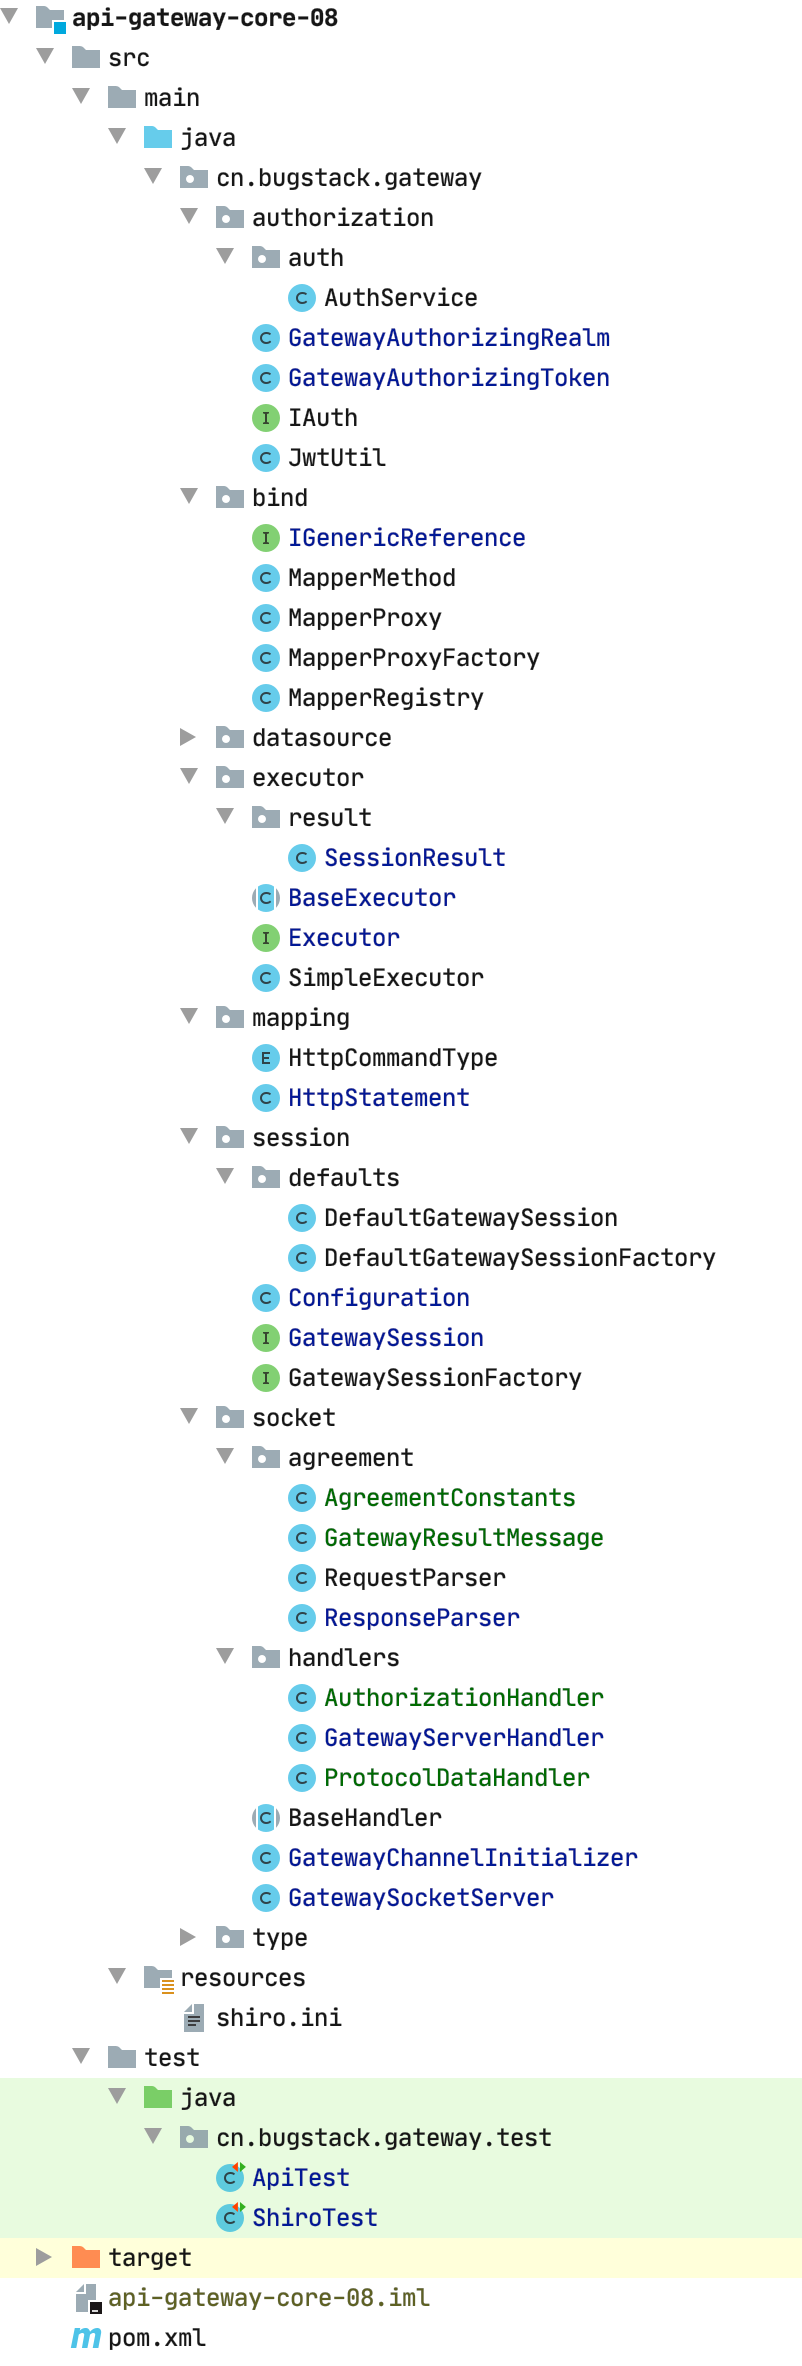 api-gateway-core-08
src
main
java
cn.bugstack.gateway
authorization
auth
AuthService
GatewayAuthorizingRealm
GatewayAuthorizingToken
IAuth
JwtUtil
bind
IGenericReference
MapperMethod
MapperProxy
MapperProxyFactory
MapperRegistry
datasource
executor
result
SessionResult
BaseExecutor
Executor
SimpleExecutor
mapping
HttpCommandType
HttpStatement
session
defaults
DefaultGatewaySession
DefaultGatewaySessionFactory
Configuration
GatewaySession
GatewaySessionFactory
socket
agreement
AgreementConstants
GatewayResultMessage
RequestParser
ResponseParser
handlers
AuthorizationHandler
GatewayServerHandler
ProtocolDataHandler
BaseHandler
GatewayChannelInitializer
GatewaySocketServer
type
resources
shiro.ini
test
java
cn.bugstack.gateway.test
ApiTest
ShiroTest
target
api-gateway-core-08.iml
pom.xml